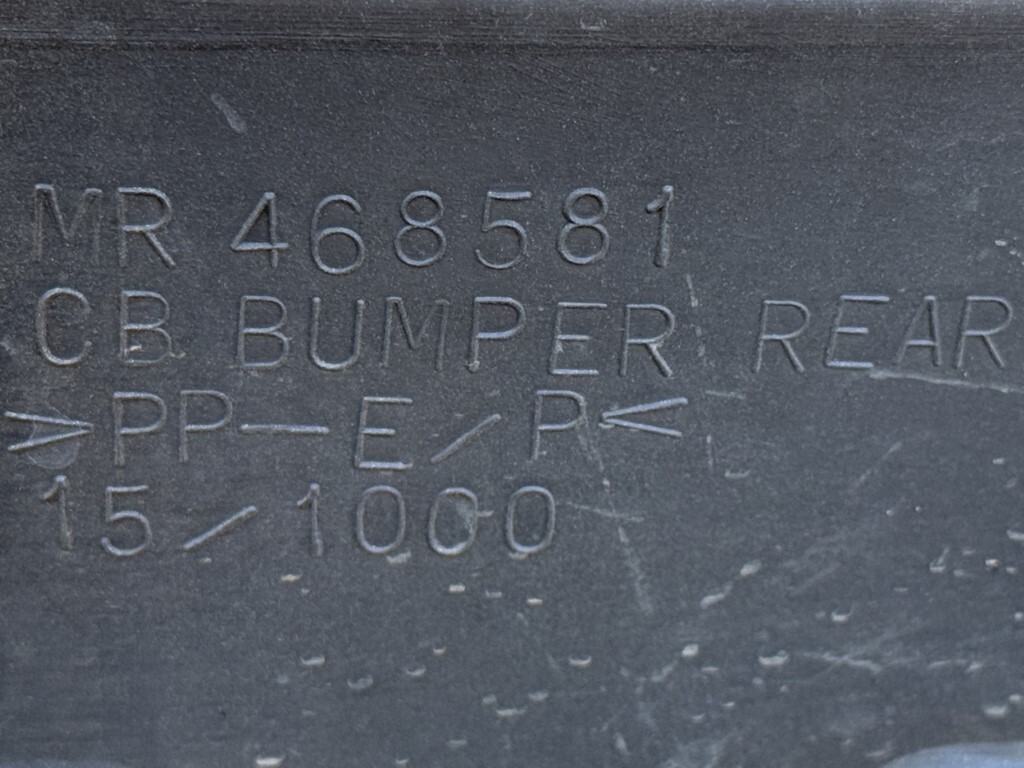 MR 468581
CB BUMPER REAR
>PP-E/P<
15/1000